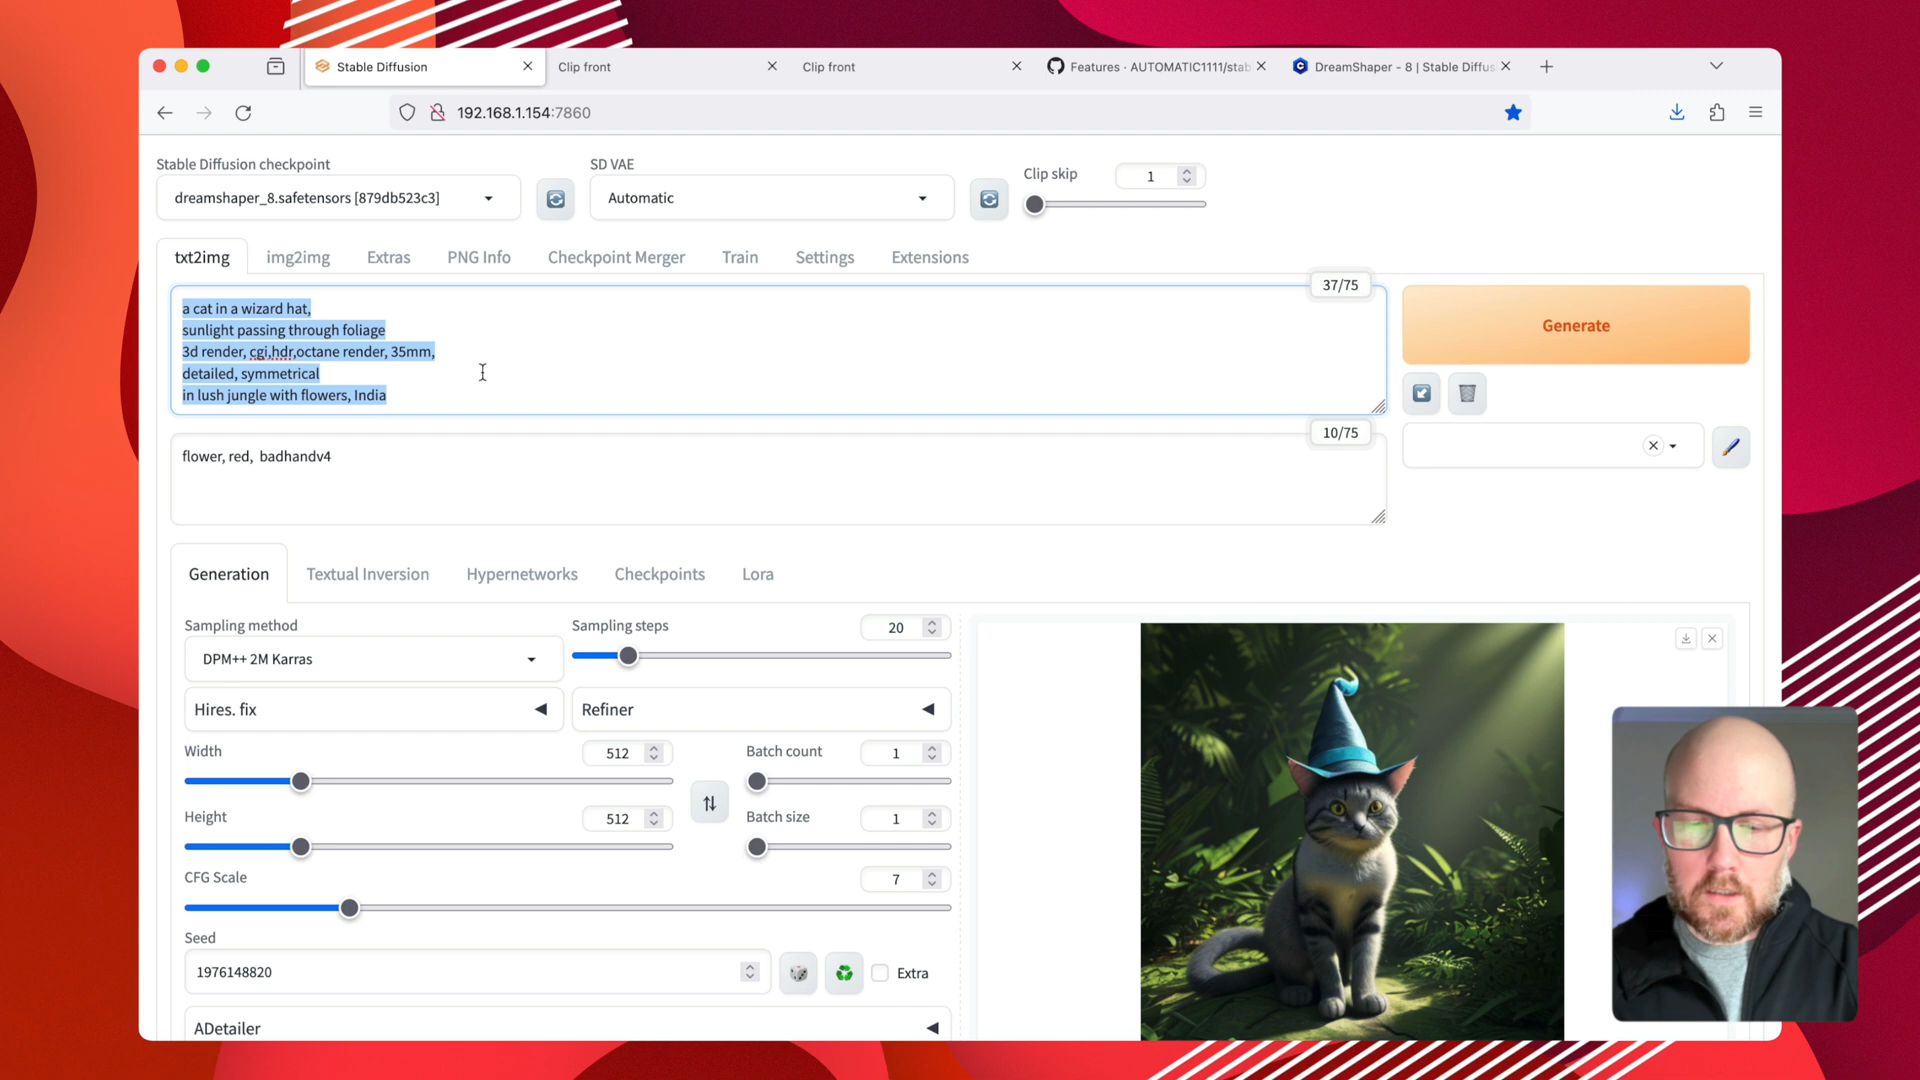 Stable Diffusion
Clip front
Clip front
Features · AUTOMATIC1111/stab
DreamShaper - 8 | Stable Diffus
192.168.1.154:7860
Stable Diffusion checkpoint
SD VAE
Clip skip
1
dreamshaper_8.safetensors [879db523c3]
Automatic
txt2img
img2img
Extras
PNG Info
Checkpoint Merger
Train
Settings
Extensions
37/75
a cat in a wizard hat,
sunlight passing through foliage
3d render, cgi,hdr,octane render, 35mm,
detailed, symmetrical
in lush jungle with flowers, India
Generate
10/75
flower, red,  badhandv4
Generation
Textual Inversion
Hypernetworks
Checkpoints
Lora
Sampling method
Sampling steps
20
DPM++ 2M Karras
Hires. fix
Refiner
Width
512
Batch count
1
Height
512
Batch size
1
CFG Scale
7
Seed
1976148820
Extra
ADetailer